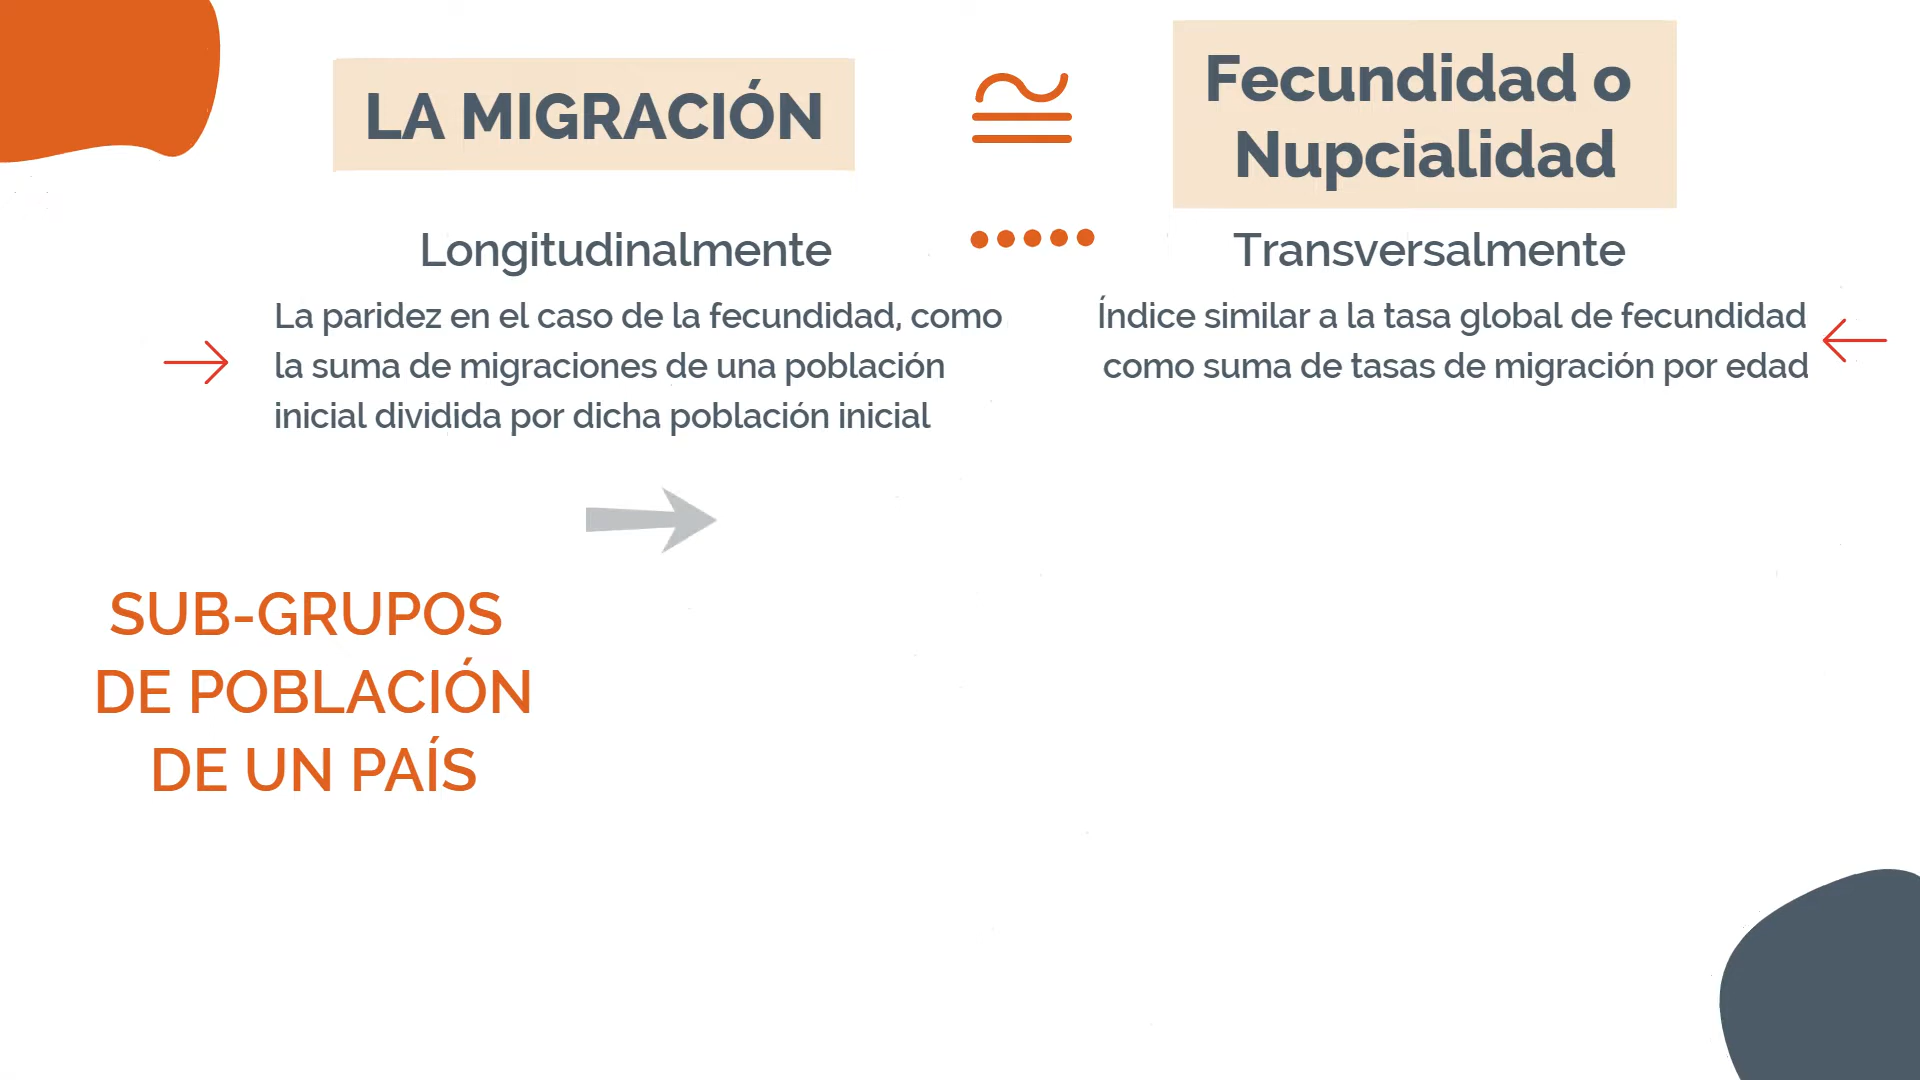 LA MIGRACIÓN
≅
Fecundidad o
Nupcialidad
Longitudinalmente
Transversalmente
La paridez en el caso de la fecundidad, como
la suma de migraciones de una población
inicial dividida por dicha población inicial
Índice similar a la tasa global de fecundidad
como suma de tasas de migración por edad
SUB-GRUPOS
DE POBLACIÓN
DE UN PAÍS